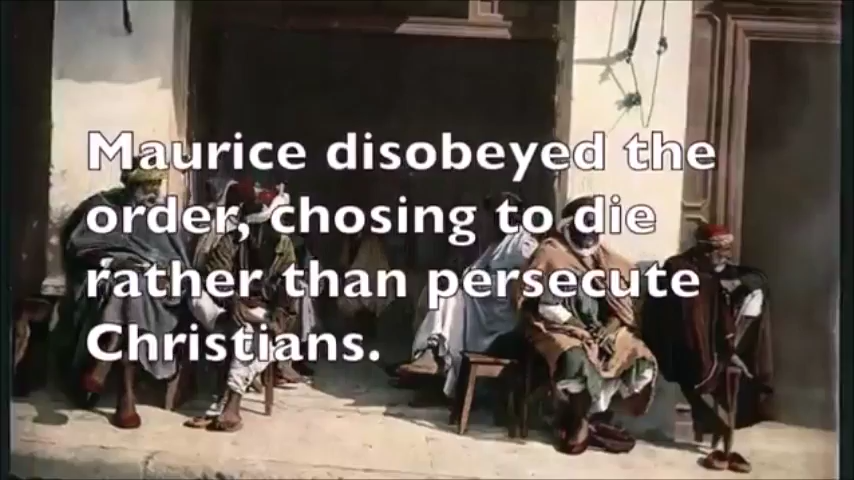 Maurice disobeyed the
order, chosing to die
rather than persecute
Christians.